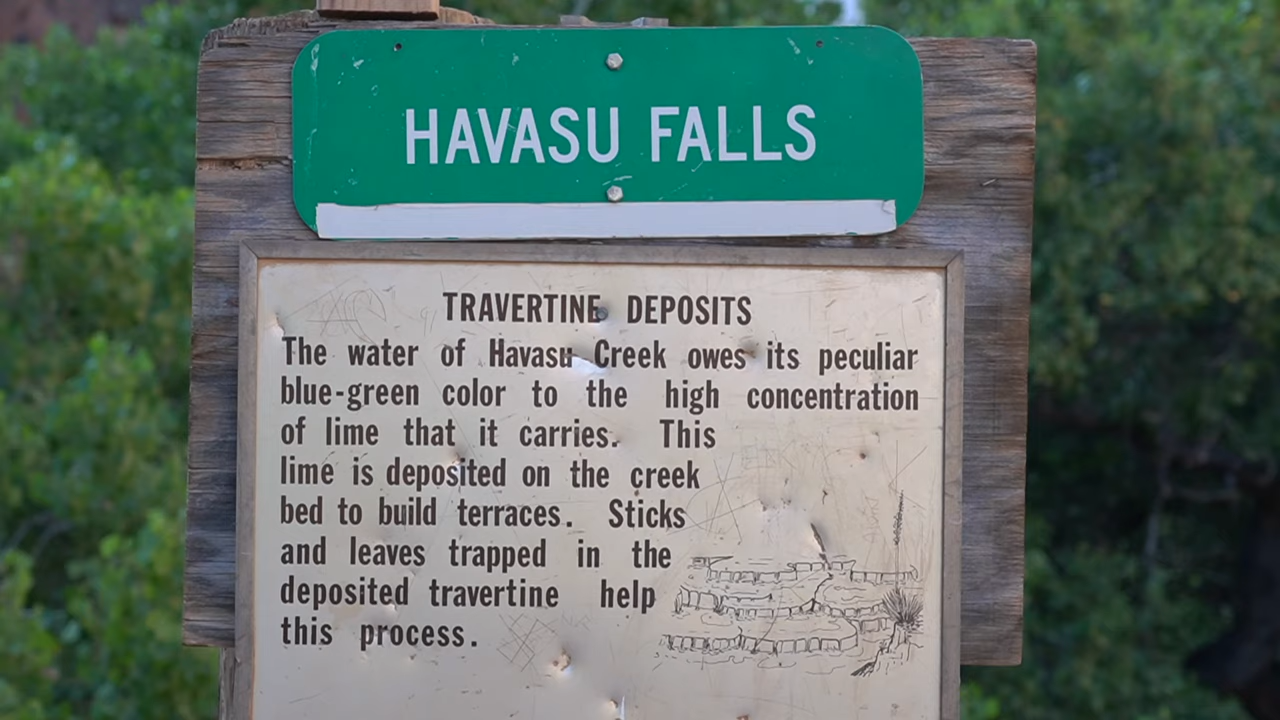 HAVASU FALLS
TRAVERTINE DEPOSITS
The water of Havasu Creek owes its peculiar
blue-green color to the high concentration
of lime that it carries. This
lime is deposited on the creek
bed to build terraces. Sticks
and leaves trapped in the
deposited travertine help
this process.